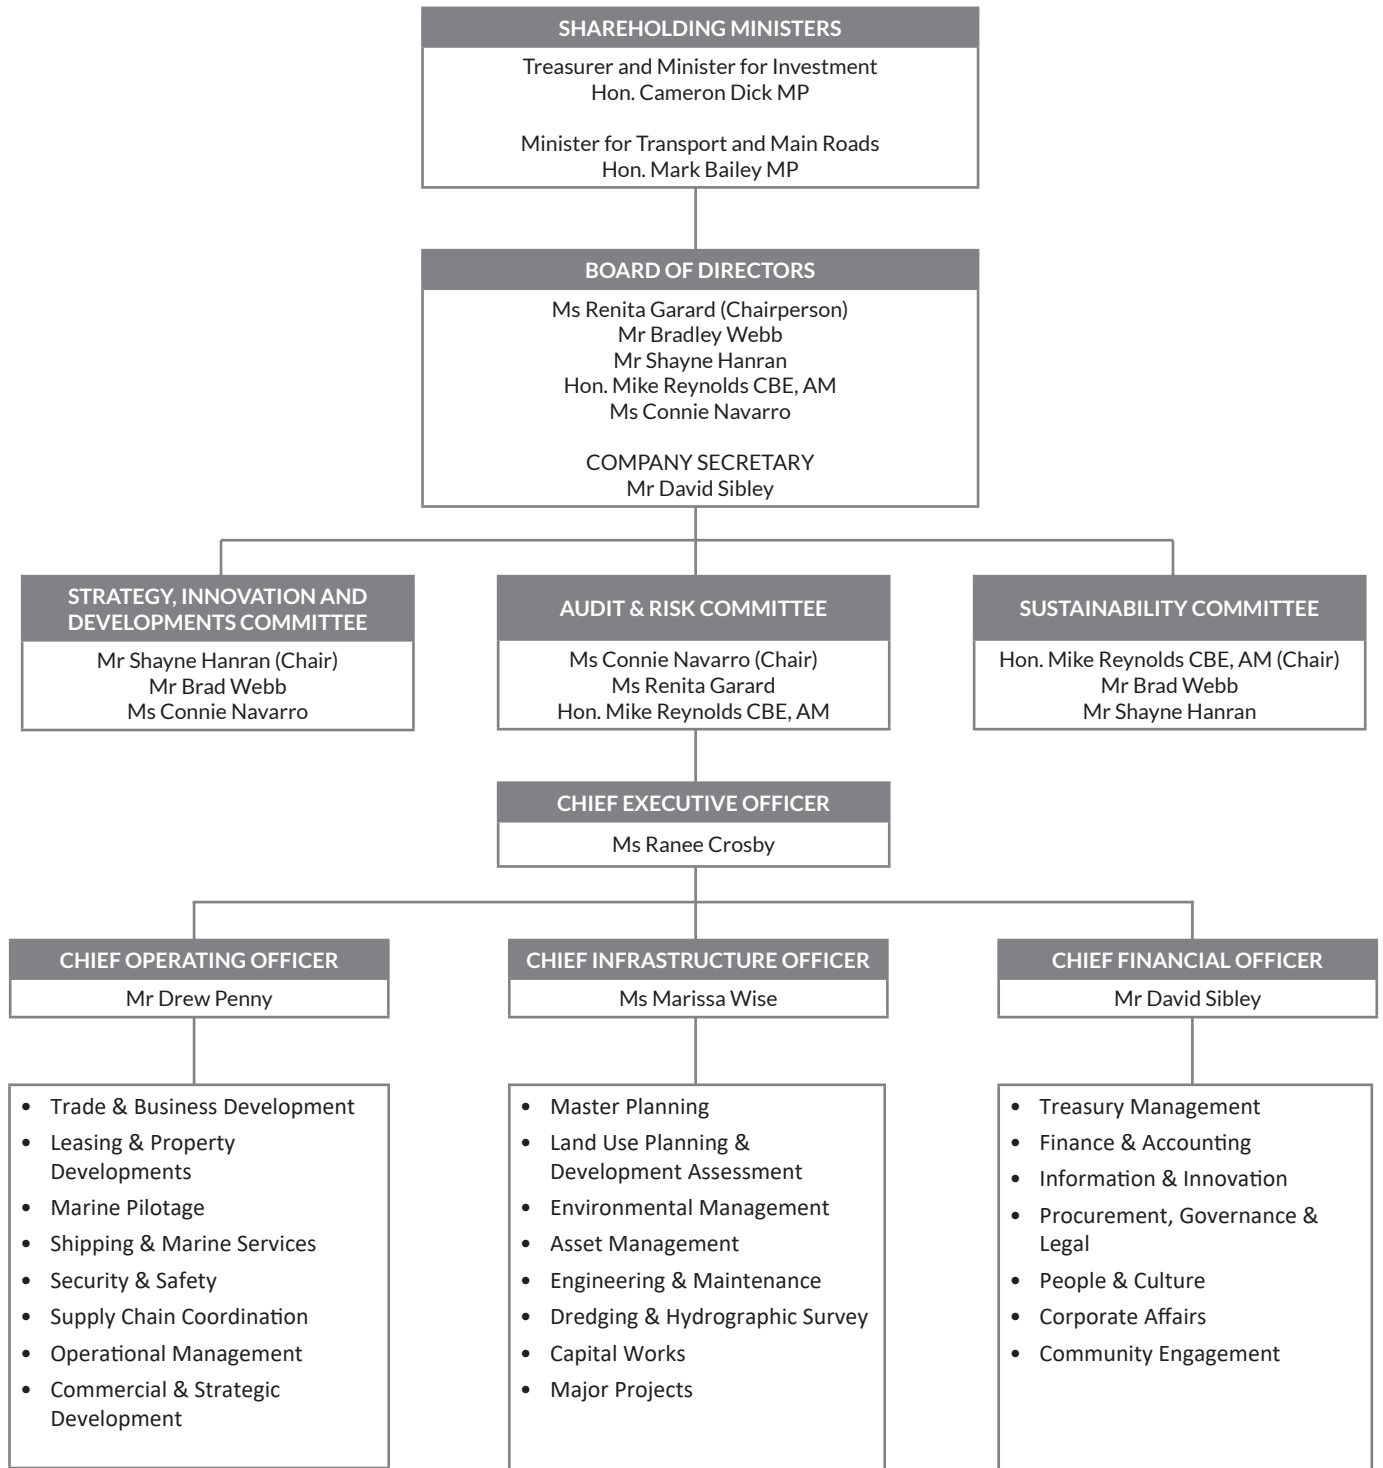 SHAREHOLDING MINISTERS
Treasurer and Minister for Investment
Hon. Cameron Dick MP
Minister for Transport and Main Roads
Hon. Mark Bailey MP
BOARD OF DIRECTORS
Ms Renita Garard (Chairperson)
Mr Bradley Webb
Mr Shayne Hanran
Hon. Mike Reynolds CBE, AM
Ms Connie Navarro
COMPANY SECRETARY
Mr David Sibley
STRATEGY, INNOVATION AND
DEVELOPMENTS COMMITTEE
Mr Shayne Hanran (Chair)
Mr Brad Webb
Ms Connie Navarro
AUDIT & RISK COMMITTEE
Ms Connie Navarro (Chair)
Ms Renita Garard
Hon. Mike Reynolds CBE, AM
SUSTAINABILITY COMMITTEE
Hon. Mike Reynolds CBE, AM (Chair)
Mr Brad Webb
Mr Shayne Hanran
CHIEF EXECUTIVE OFFICER
Ms Ranee Crosby
CHIEF OPERATING OFFICER
Mr Drew Penny
• Trade & Business Development
• Leasing & Property
Developments
• Marine Pilotage
• Shipping & Marine Services
• Security & Safety
• Supply Chain Coordination
• Operational Management
• Commercial & Strategic
Development
CHIEF INFRASTRUCTURE OFFICER
Ms Marissa Wise
• Master Planning
• Land Use Planning &
Development Assessment
• Environmental Management
• Asset Management
• Engineering & Maintenance
• Dredging & Hydrographic Survey
• Capital Works
• Major Projects
CHIEF FINANCIAL OFFICER
Mr David Sibley
• Treasury Management
• Finance & Accounting
• Information & Innovation
• Procurement, Governance &
Legal
• People & Culture
• Corporate Affairs
• Community Engagement